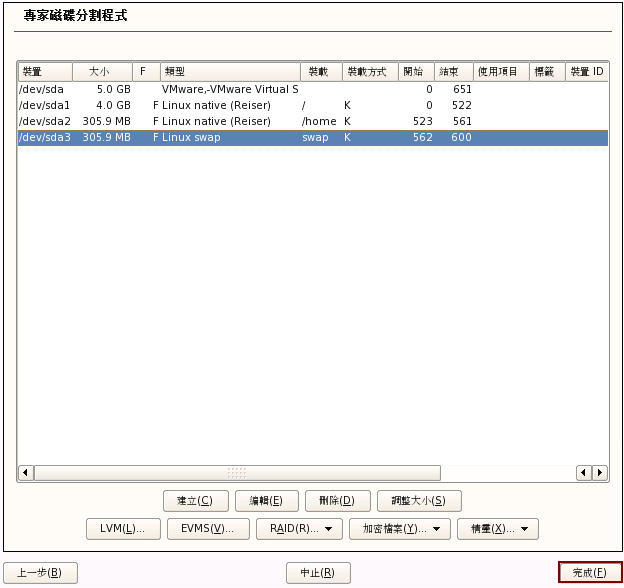 專家磁碟分割程式
裝置 大小 F 類型 裝載 裝載方式 開始 結束 使用項目 標籤 裝置 ID
/dev/sda 5.0 GB VMware,-VMware Virtual S 0 651
/dev/sda1 4.0 GB F Linux native (Reiser) / K 0 522
/dev/sda2 305.9 MB F Linux native (Reiser) /home K 523 561
/dev/sda3 305.9 MB F Linux swap swap K 562 600
建立(C) 編輯(E) 刪除(D) 調整大小(S)
LVM(L)... EVMS(V)... RAID(R)... 加密檔案(Y)... 精靈(X)...
上一步(B) 中止(R) 完成(F)